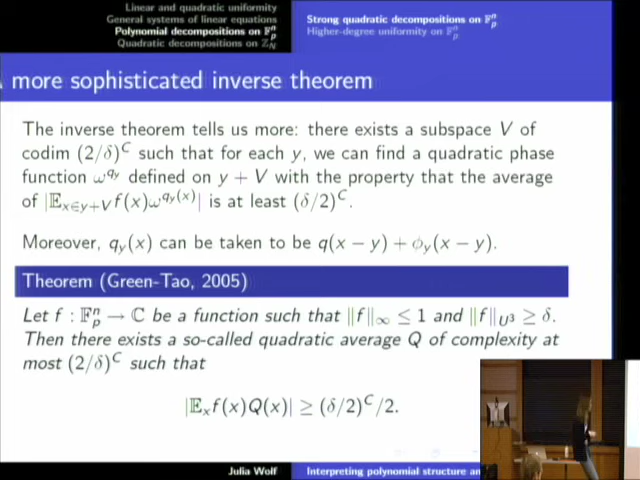 Linear and quadratic uniformity
General systems of linear equations
Polynomial decompositions on 𝔽ₚⁿ
Quadratic decompositions on ℤ_N
Strong quadratic decompositions on 𝔽ₚⁿ
Higher-degree uniformity on 𝔽ₚⁿ
more sophisticated inverse theorem
The inverse theorem tells us more: there exists a subspace V of
codim (2/δ)^C such that for each y, we can find a quadratic phase
function ω^{q_y} defined on y + V with the property that the average
of |𝔼_{x∈y+V} f(x)ω^{q_y(x)}| is at least (δ/2)^C.
Moreover, q_y(x) can be taken to be q(x − y) + ϕ_y(x − y).
Theorem (Green-Tao, 2005)
Let f : 𝔽ₚⁿ → ℂ be a function such that ||f||_∞ ≤ 1 and ||f||_{U³} ≥ δ.
Then there exists a so-called quadratic average Q of complexity at
most (2/δ)^C such that
|𝔼ₓf(x)Q(x)| ≥ (δ/2)^C/2.
Julia Wolf
Interpreting polynomial structure an